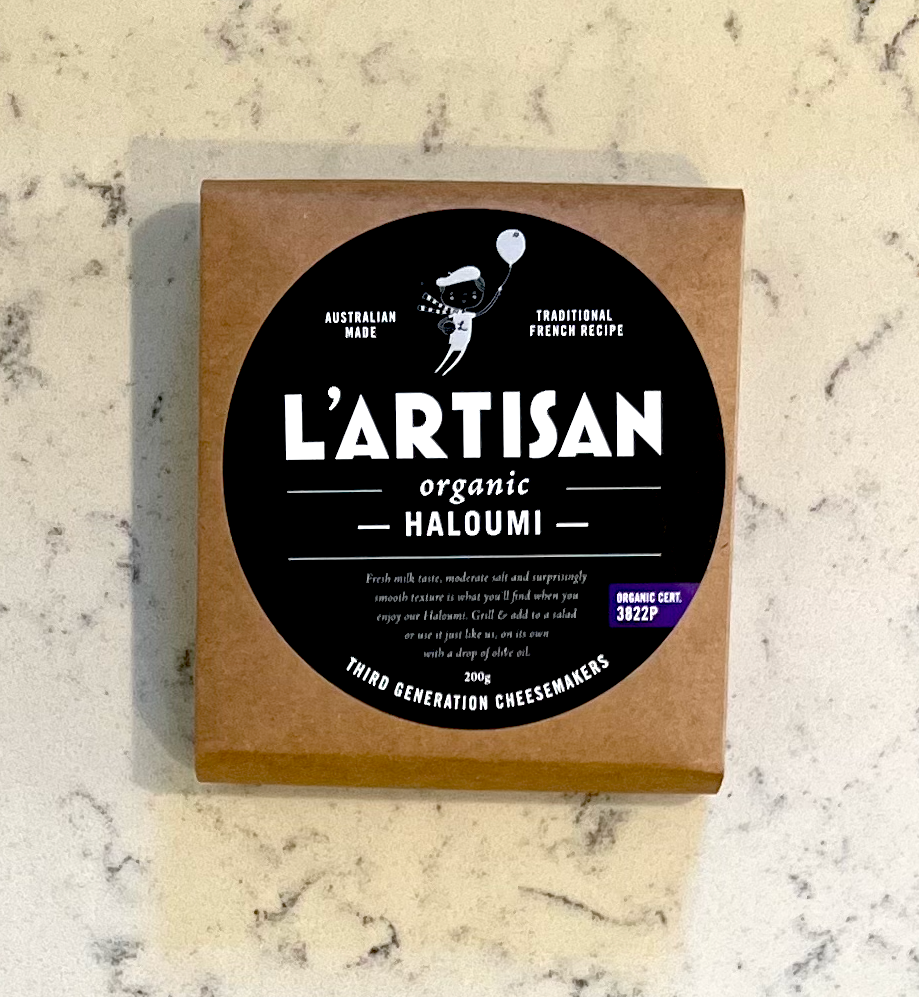 AUSTRALIAN
MADE
TRADITIONAL
FRENCH RECIPE
L'ARTISAN
organic
— HALOUMI —
Fresh milk taste, moderate salt and surprisingly
smooth texture is what you'll find when you
enjoy our Haloumi. Grill & add to a salad
or use it just like us, on its own
with a drop of olive oil.
ORGANIC CERT.
3822P
200g
THIRD GENERATION CHEESEMAKERS